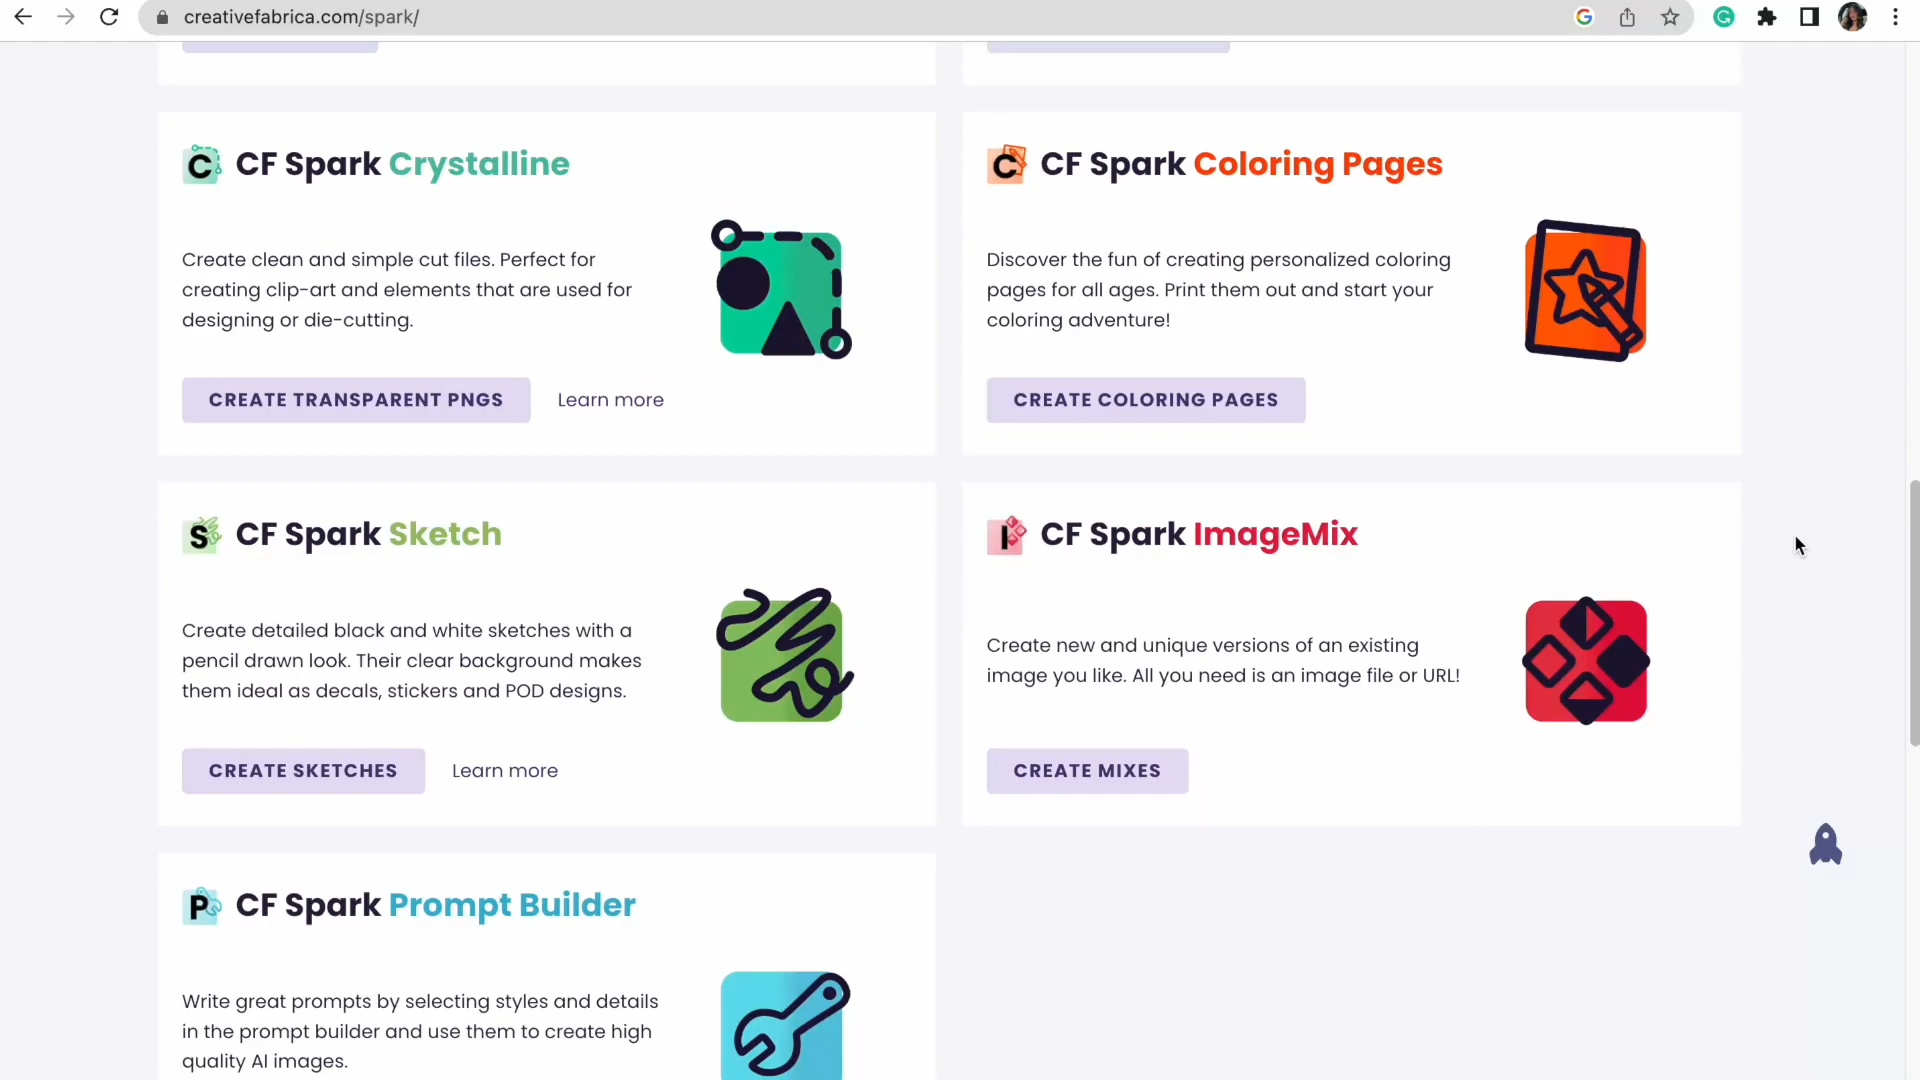 creativefabrica.com/spark/
CF Spark Crystalline
Create clean and simple cut files. Perfect for
creating clip-art and elements that are used for
designing or die-cutting.
CREATE TRANSPARENT PNGS Learn more
CF Spark Coloring Pages
Discover the fun of creating personalized coloring
pages for all ages. Print them out and start your
coloring adventure!
CREATE COLORING PAGES
CF Spark Sketch
Create detailed black and white sketches with a
pencil drawn look. Their clear background makes
them ideal as decals, stickers and POD designs.
CREATE SKETCHES Learn more
CF Spark ImageMix
Create new and unique versions of an existing
image you like. All you need is an image file or URL!
CREATE MIXES
CF Spark Prompt Builder
Write great prompts by selecting styles and details
in the prompt builder and use them to create high
quality AI images.